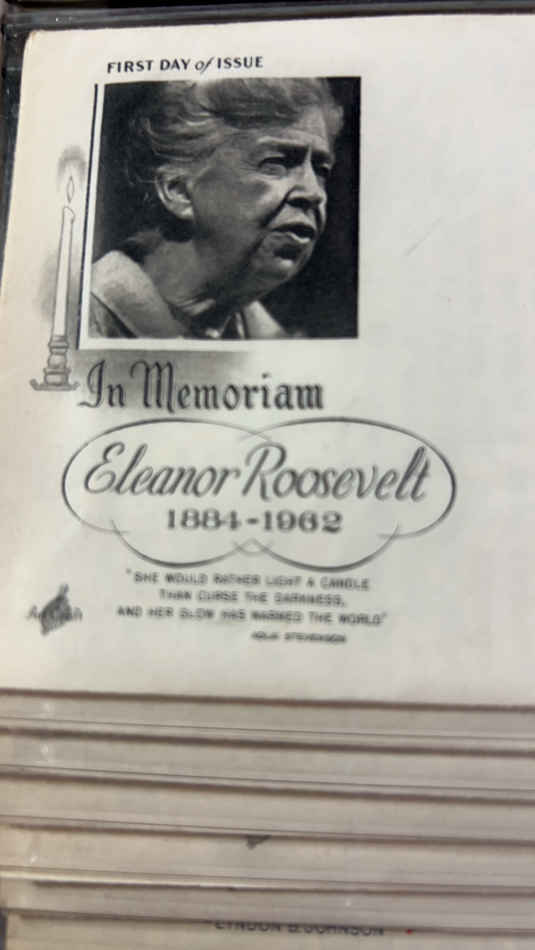 FIRST DAY of ISSUE
In Memoriam
Eleanor Roosevelt
1884-1962
"SHE WOULD RATHER LIGHT A CANDLE
THAN CURSE THE DARKNESS,
AND HER GLOW HAS WARMED THE WORLD"
ADLAI STEVENSON
ArtCraft
LYNDON B. JOHNSON